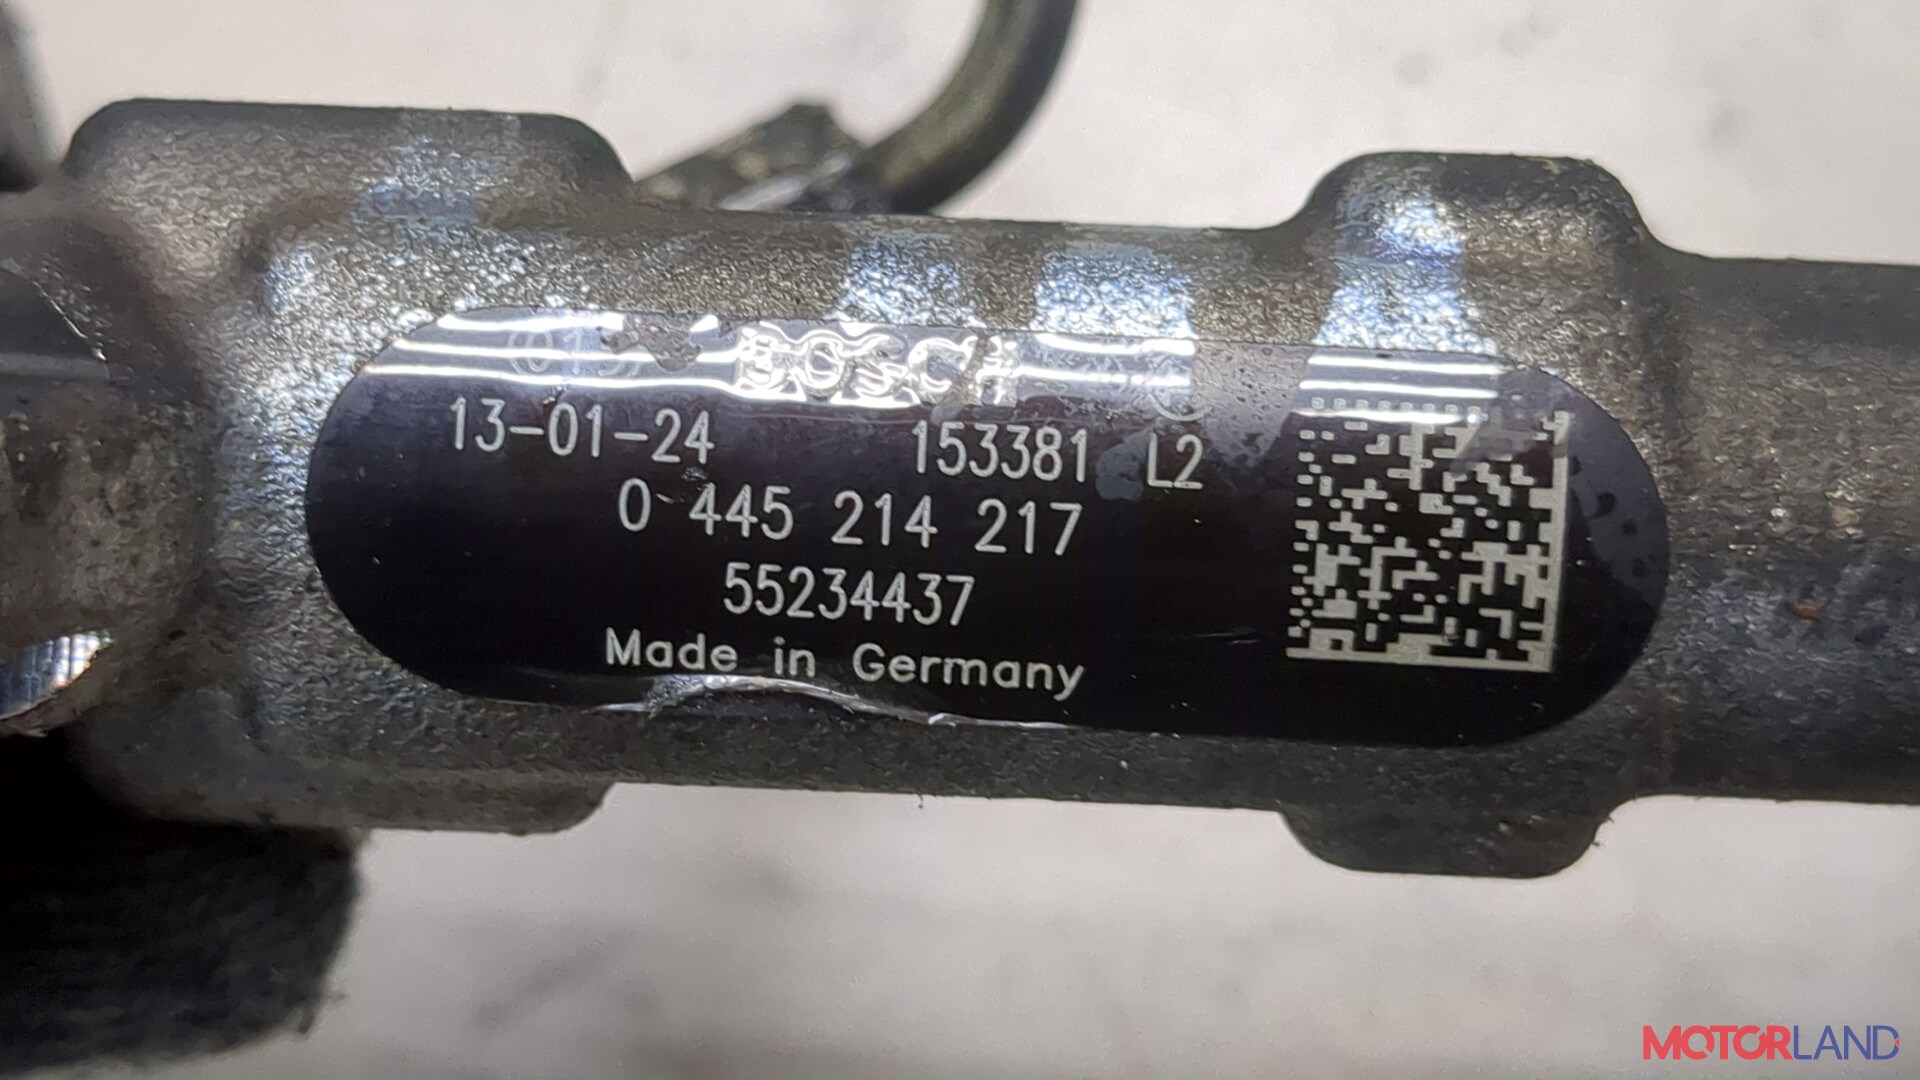 BOSCH
13-01-24 153381 L2
0 445 214 217
55234437
Made in Germany
MOTORLAND